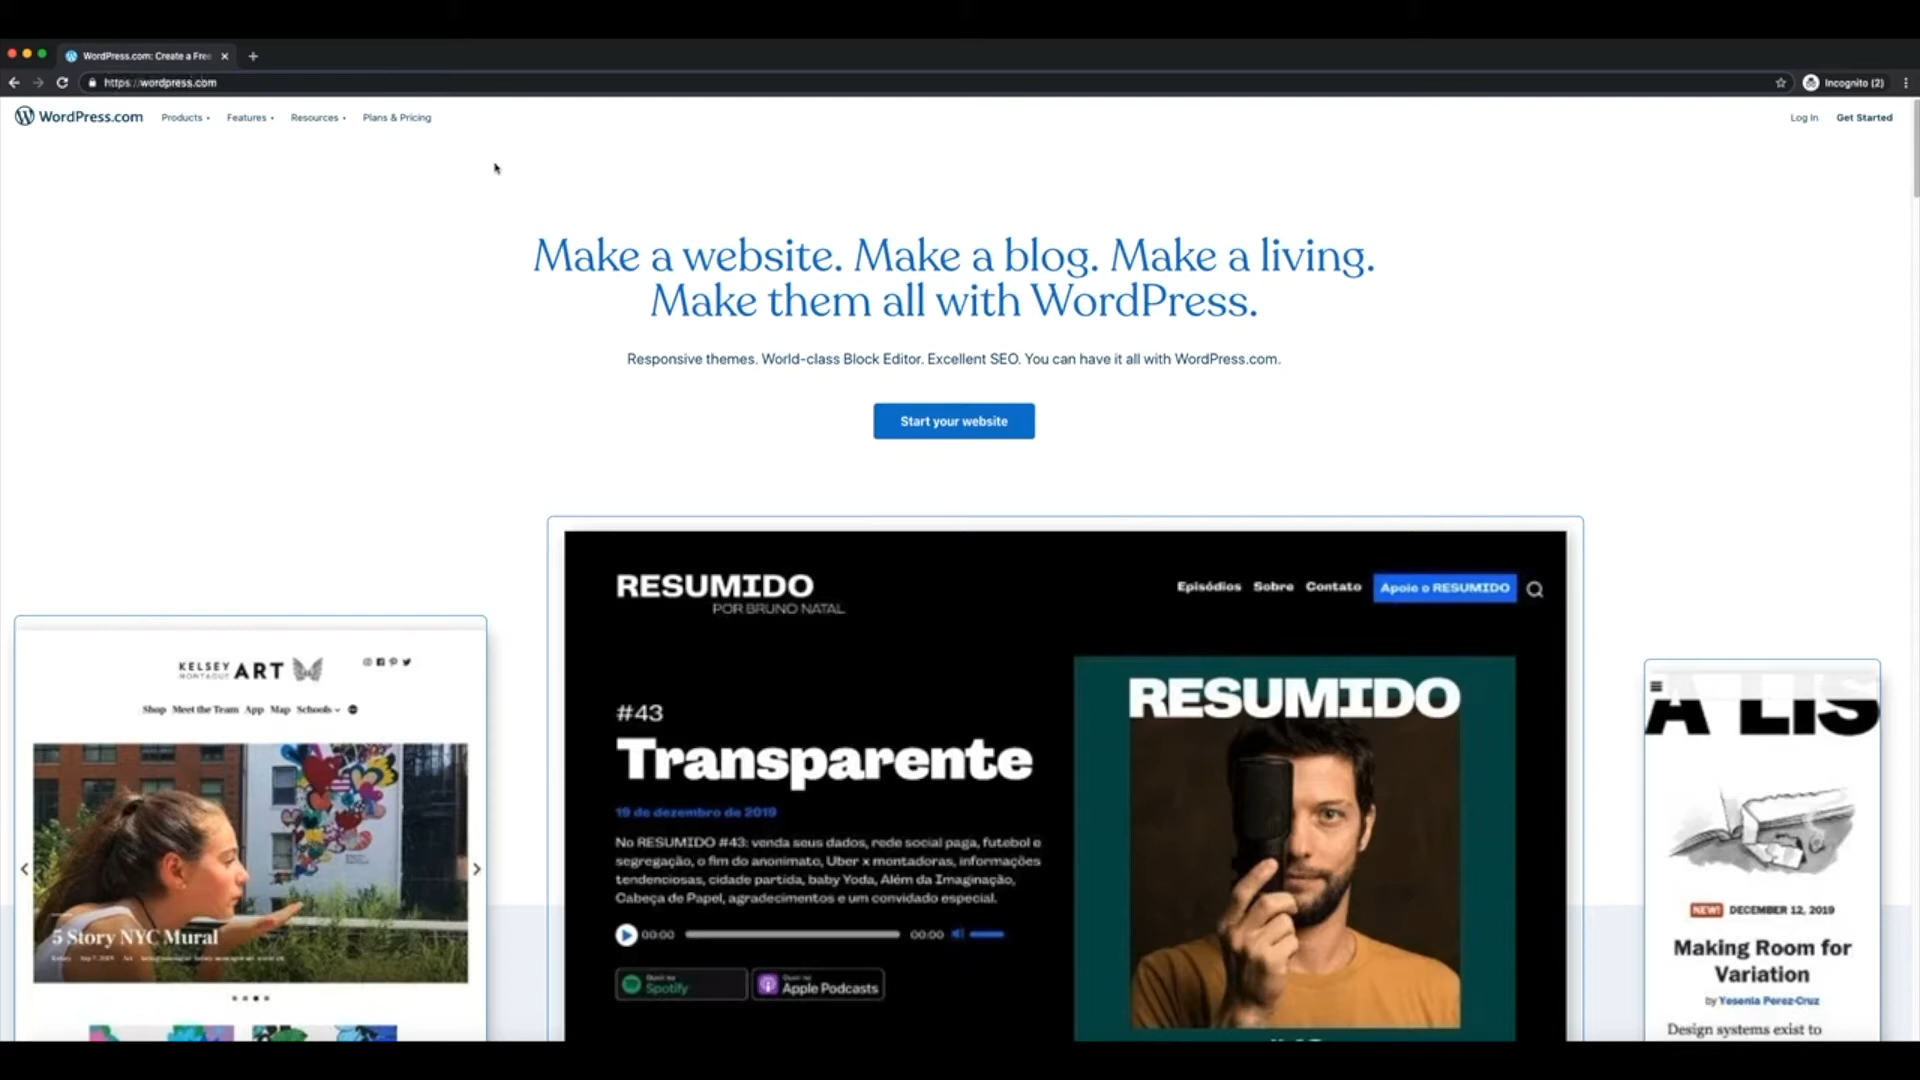 WordPress.com: Create a Free
https://wordpress.com
Incognito (2)
WordPress.com
Products
Features
Resources
Plans & Pricing
Log In
Get Started
Make a website. Make a blog. Make a living.
Make them all with WordPress.
Responsive themes. World-class Block Editor. Excellent SEO. You can have it all with WordPress.com.
Start your website
RESUMIDO
POR BRUNO NATAL
Episódios Sobre Contato Apoie o RESUMIDO
#43
Transparente
19 de dezembro de 2019
No RESUMIDO #43: venda seus dados, rede social paga, futebol e
segregação, o fim do anonimato, Uber x montadoras, informações
tendenciosas, cidade partida, baby Yoda, Além da Imaginação,
Cabeça de Papel, agradecimentos e um convidado especial.
00:00
00:00
Spotify
Apple Podcasts
RESUMIDO
KELSEY
MONTAGUE
ART
Shop Meet the Team App Map Schools
5 Story NYC Mural
A LIS
NEW! DECEMBER 12, 2019
Making Room for
Variation
by Yesenia Perez-Cruz
Design systems exist to